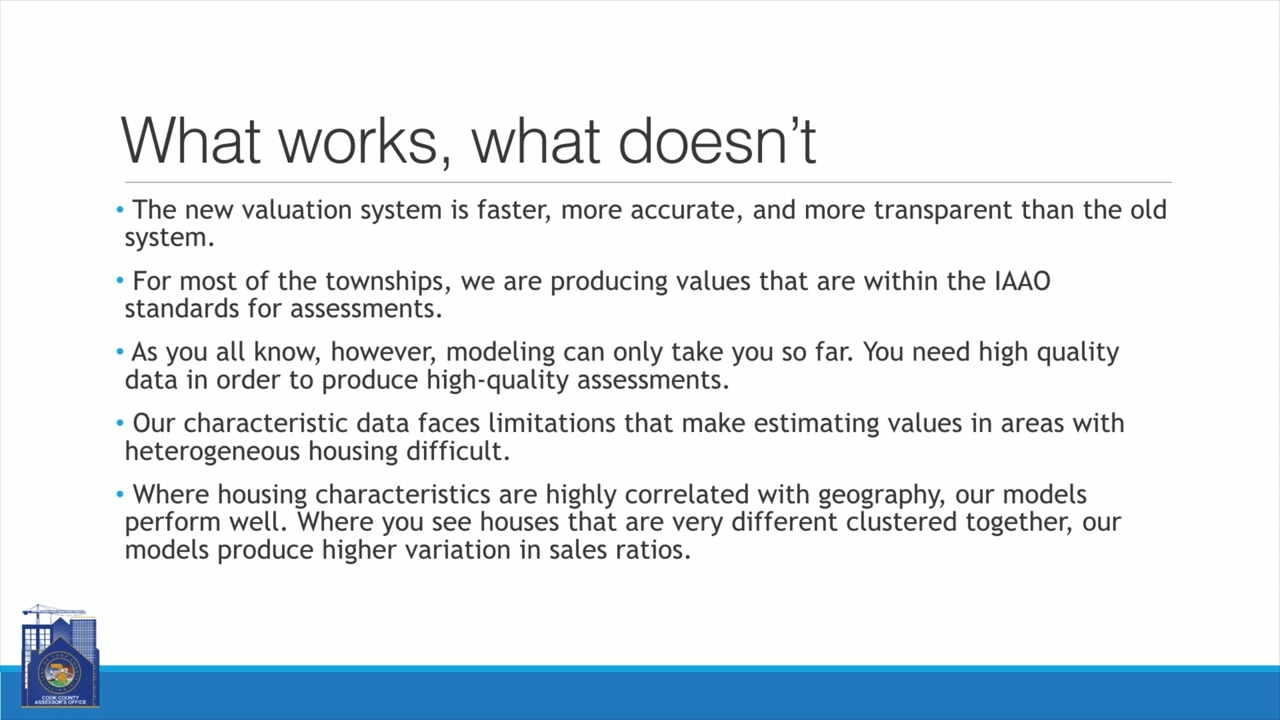 What works, what doesn’t
• The new valuation system is faster, more accurate, and more transparent than the old
system.
• For most of the townships, we are producing values that are within the IAAO
standards for assessments.
• As you all know, however, modeling can only take you so far. You need high quality
data in order to produce high-quality assessments.
• Our characteristic data faces limitations that make estimating values in areas with
heterogeneous housing difficult.
• Where housing characteristics are highly correlated with geography, our models
perform well. Where you see houses that are very different clustered together, our
models produce higher variation in sales ratios.
COOK COUNTY
ASSESSOR'S OFFICE